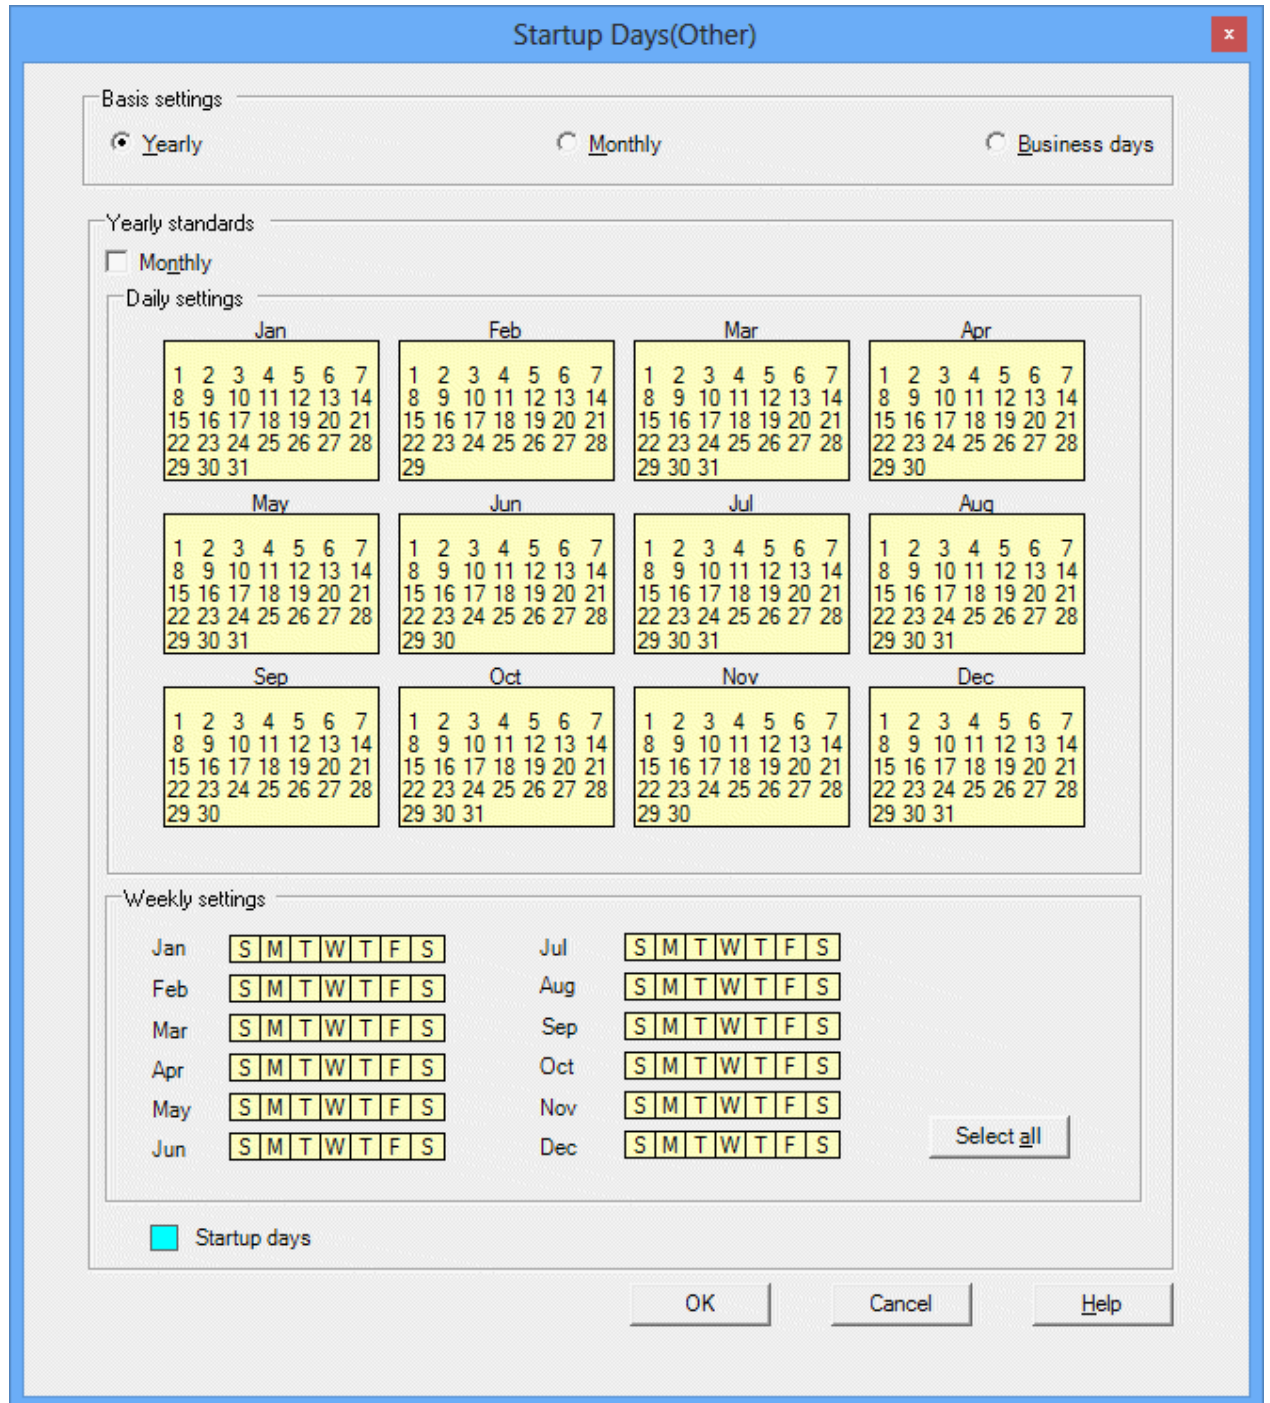 Startup Days(Other)
x
Basis settings
Yearly Monthly Business days
Yearly standards
Monthly
Daily settings
Jan Feb Mar Apr
1 2 3 4 5 6 7 1 2 3 4 5 6 7 1 2 3 4 5 6 7 1 2 3 4 5 6 7
8 9 10 11 12 13 14 8 9 10 11 12 13 14 8 9 10 11 12 13 14 8 9 10 11 12 13 14
15 16 17 18 19 20 21 15 16 17 18 19 20 21 15 16 17 18 19 20 21 15 16 17 18 19 20 21
22 23 24 25 26 27 28 22 23 24 25 26 27 28 22 23 24 25 26 27 28 22 23 24 25 26 27 28
29 30 31 29 29 30 31 29 30
May Jun Jul Aug
1 2 3 4 5 6 7 1 2 3 4 5 6 7 1 2 3 4 5 6 7 1 2 3 4 5 6 7
8 9 10 11 12 13 14 8 9 10 11 12 13 14 8 9 10 11 12 13 14 8 9 10 11 12 13 14
15 16 17 18 19 20 21 15 16 17 18 19 20 21 15 16 17 18 19 20 21 15 16 17 18 19 20 21
22 23 24 25 26 27 28 22 23 24 25 26 27 28 22 23 24 25 26 27 28 22 23 24 25 26 27 28
29 30 31 29 30 29 30 31 29 30 31
Sep Oct Nov Dec
1 2 3 4 5 6 7 1 2 3 4 5 6 7 1 2 3 4 5 6 7 1 2 3 4 5 6 7
8 9 10 11 12 13 14 8 9 10 11 12 13 14 8 9 10 11 12 13 14 8 9 10 11 12 13 14
15 16 17 18 19 20 21 15 16 17 18 19 20 21 15 16 17 18 19 20 21 15 16 17 18 19 20 21
22 23 24 25 26 27 28 22 23 24 25 26 27 28 22 23 24 25 26 27 28 22 23 24 25 26 27 28
29 30 29 30 31 29 30 29 30 31
Weekly settings
Jan S M T W T F S Jul S M T W T F S
Feb S M T W T F S Aug S M T W T F S
Mar S M T W T F S Sep S M T W T F S
Apr S M T W T F S Oct S M T W T F S
May S M T W T F S Nov S M T W T F S
Jun S M T W T F S Dec S M T W T F S
Select all
Startup days
OK Cancel Help